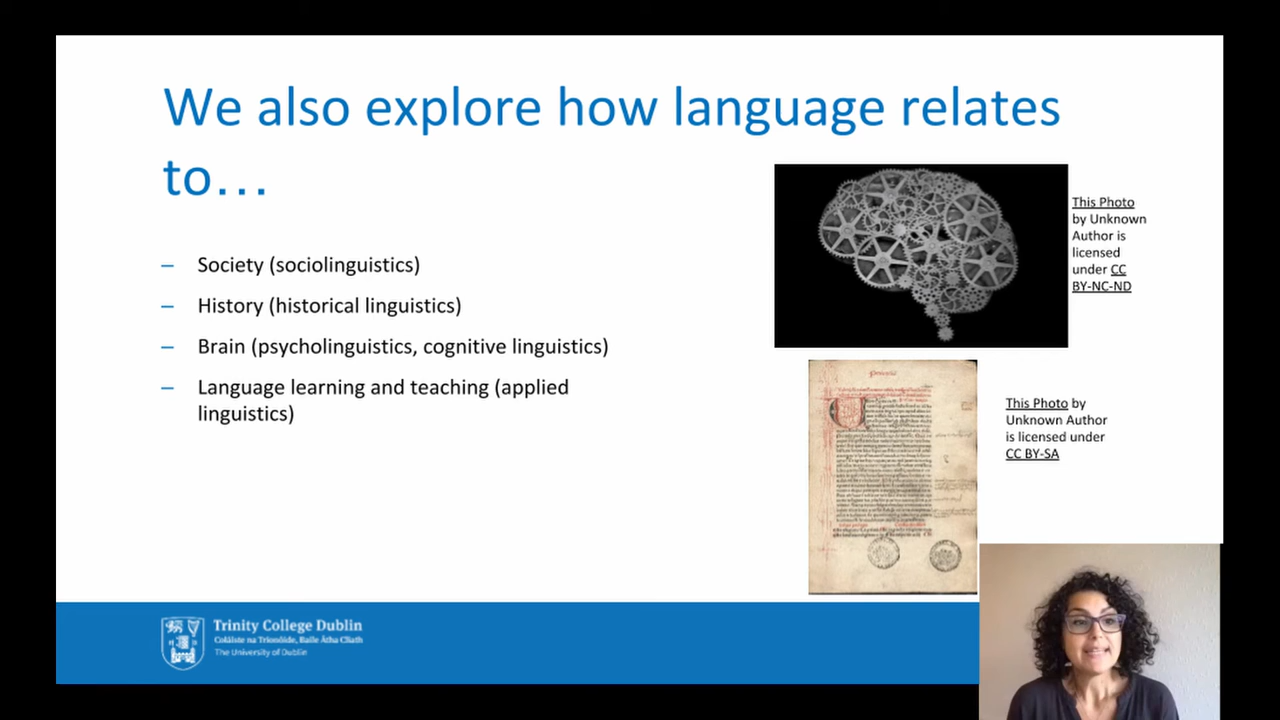 We also explore how language relates
to…
– Society (sociolinguistics)
– History (historical linguistics)
– Brain (psycholinguistics, cognitive linguistics)
– Language learning and teaching (applied
linguistics)
This Photo
by Unknown
Author is
licensed
under CC
BY-NC-ND
This Photo by
Unknown Author
is licensed under
CC BY-SA
Trinity College Dublin
Coláiste na Tríonóide, Baile Átha Cliath
The University of Dublin